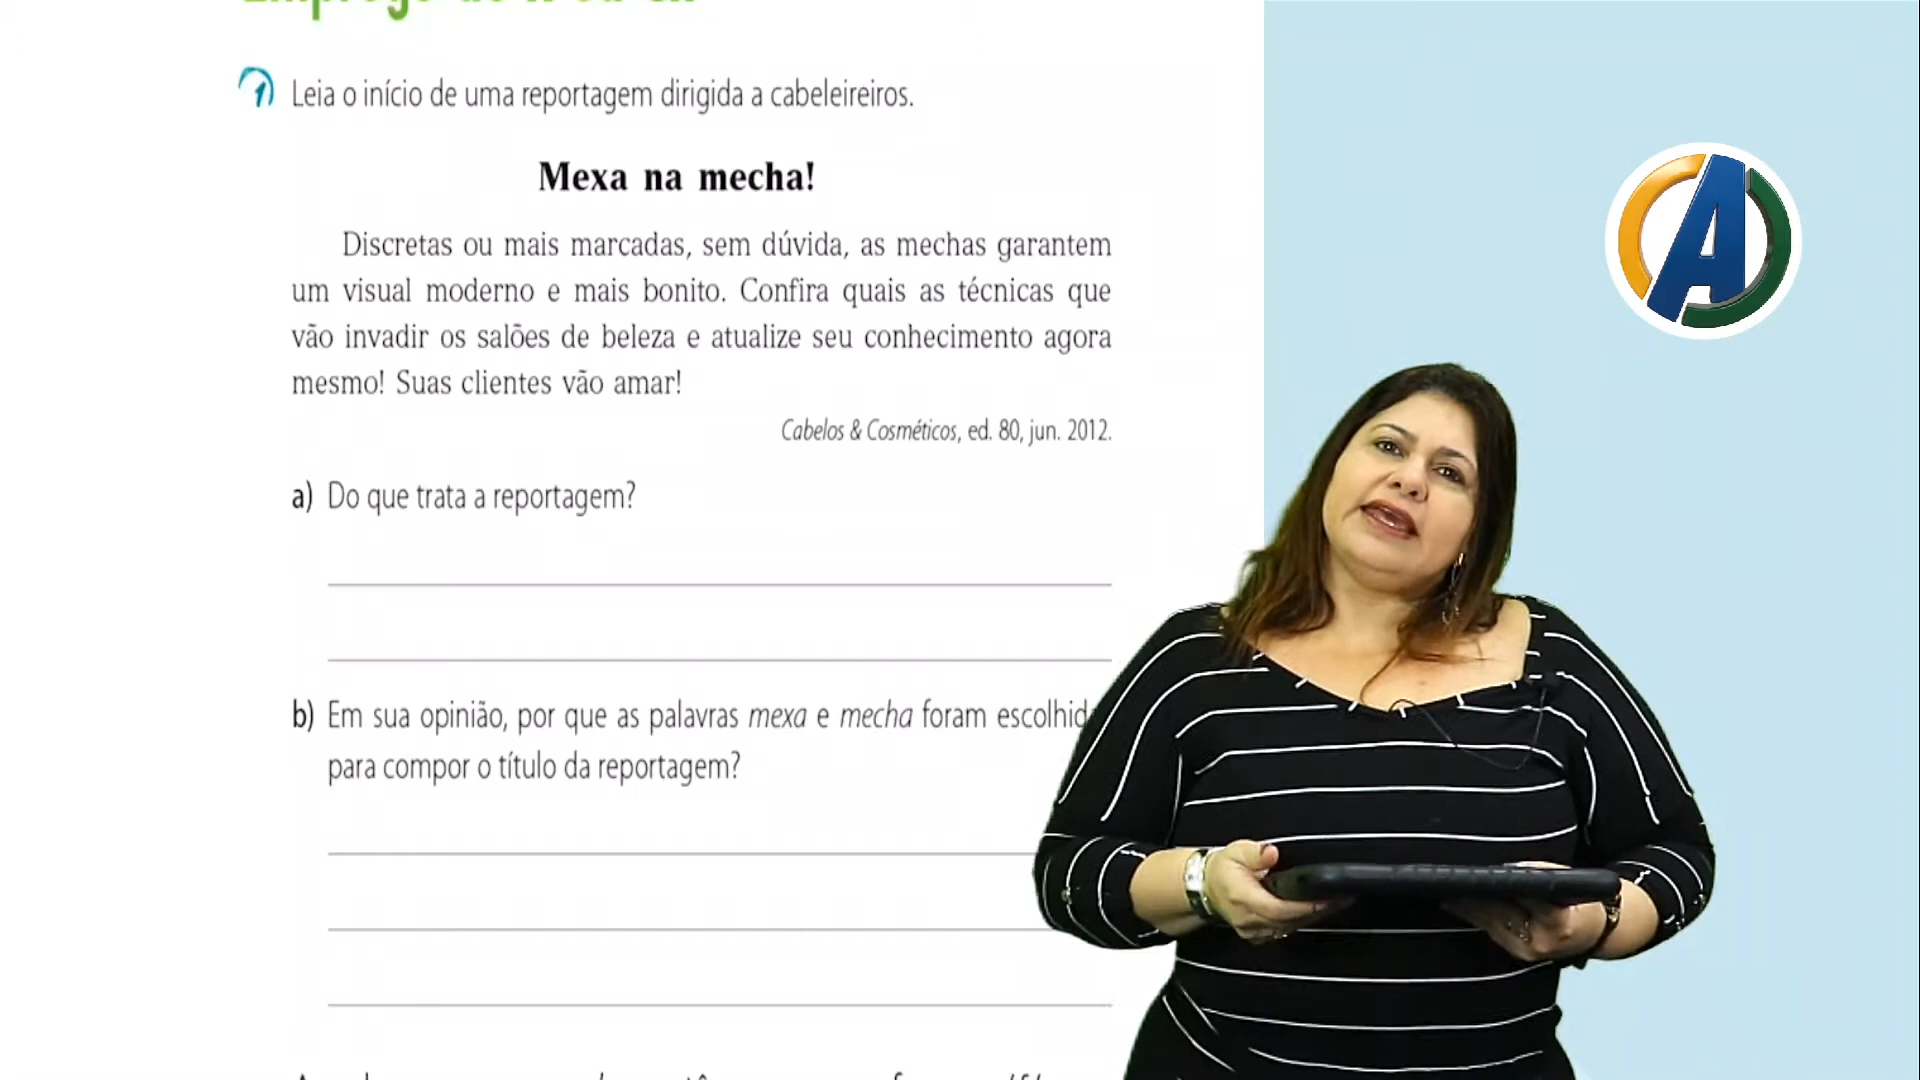 1 Leia o início de uma reportagem dirigida a cabeleireiros.
Mexa na mecha!
Discretas ou mais marcadas, sem dúvida, as mechas garantem
um visual moderno e mais bonito. Confira quais as técnicas que
vão invadir os salões de beleza e atualize seu conhecimento agora
mesmo! Suas clientes vão amar!
Cabelos & Cosméticos, ed. 80, jun. 2012.
a) Do que trata a reportagem?
b) Em sua opinião, por que as palavras mexa e mecha foram
para compor o título da reportagem?
A